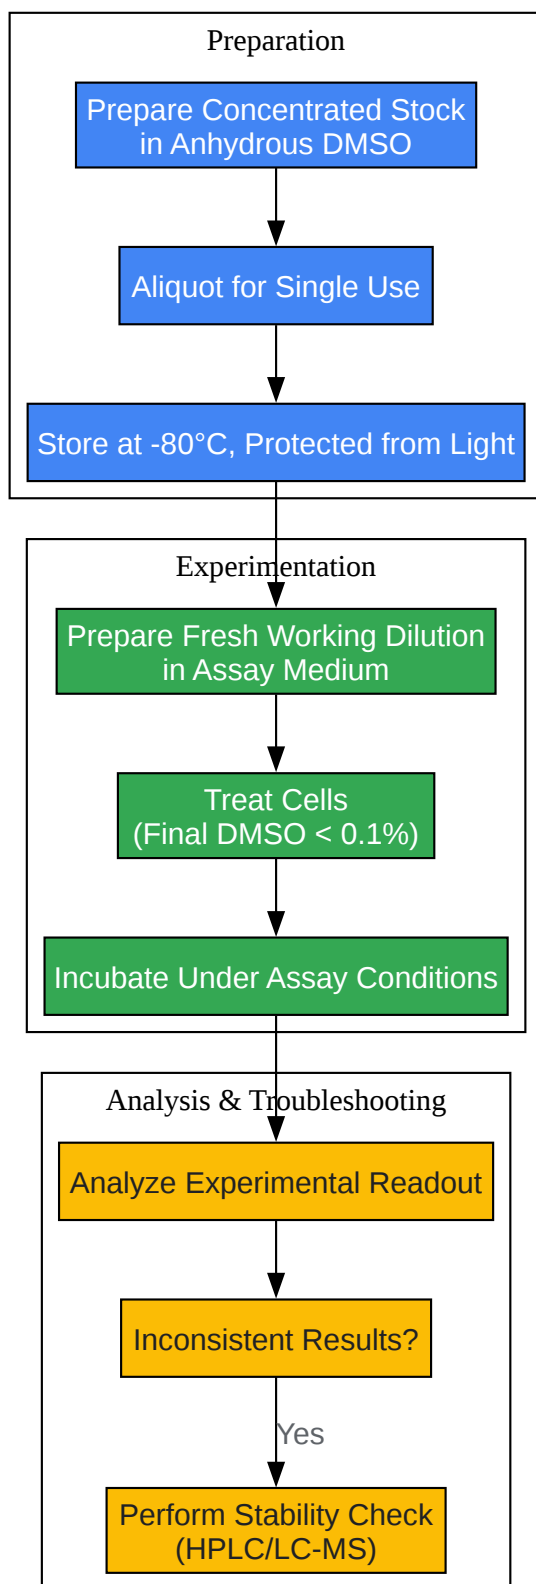 Preparation
Prepare Concentrated Stock
in Anhydrous DMSO
Aliquot for Single Use
Store at -80°C, Protected from Light
Experimentation
Prepare Fresh Working Dilution
in Assay Medium
Treat Cells
(Final DMSO < 0.1%)
Incubate Under Assay Conditions
Analysis & Troubleshooting
Analyze Experimental Readout
Inconsistent Results?
Yes
Perform Stability Check
(HPLC/LC-MS)